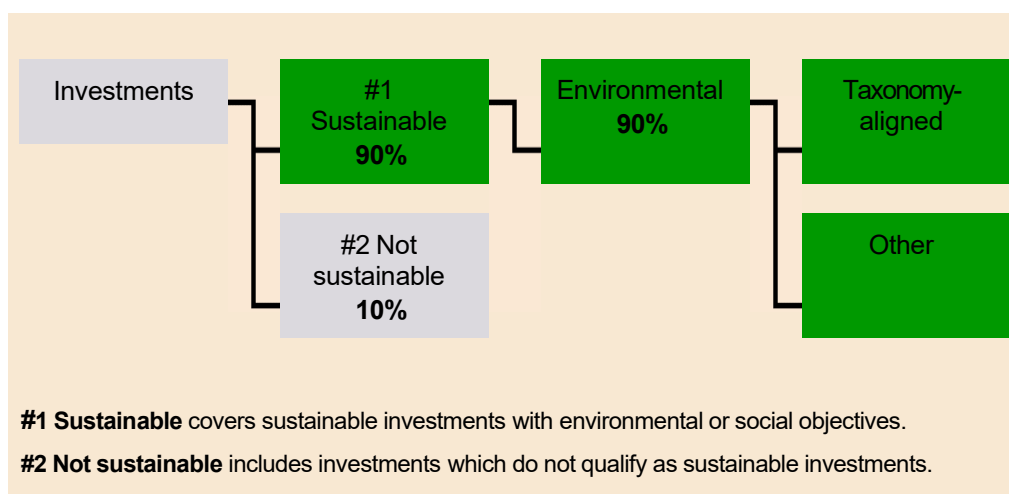 Investments
#1
Sustainable
90%
Environmental
90%
Taxonomy-
aligned
#2 Not
sustainable
10%
Other
#1 Sustainable covers sustainable investments with environmental or social objectives.
#2 Not sustainable includes investments which do not qualify as sustainable investments.